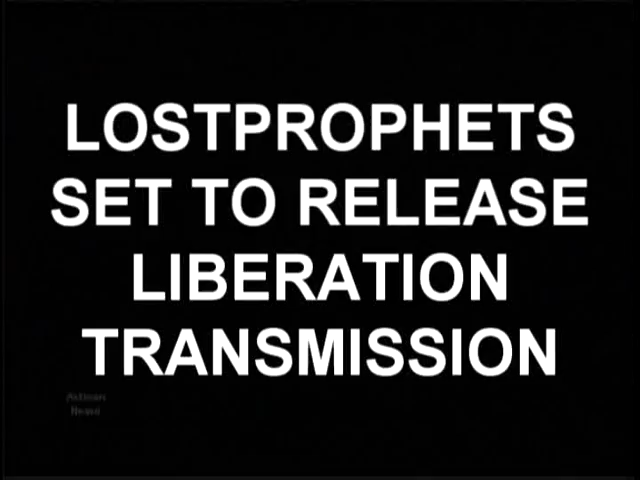 LOSTPROPHETS
SET TO RELEASE
LIBERATION
TRANSMISSION